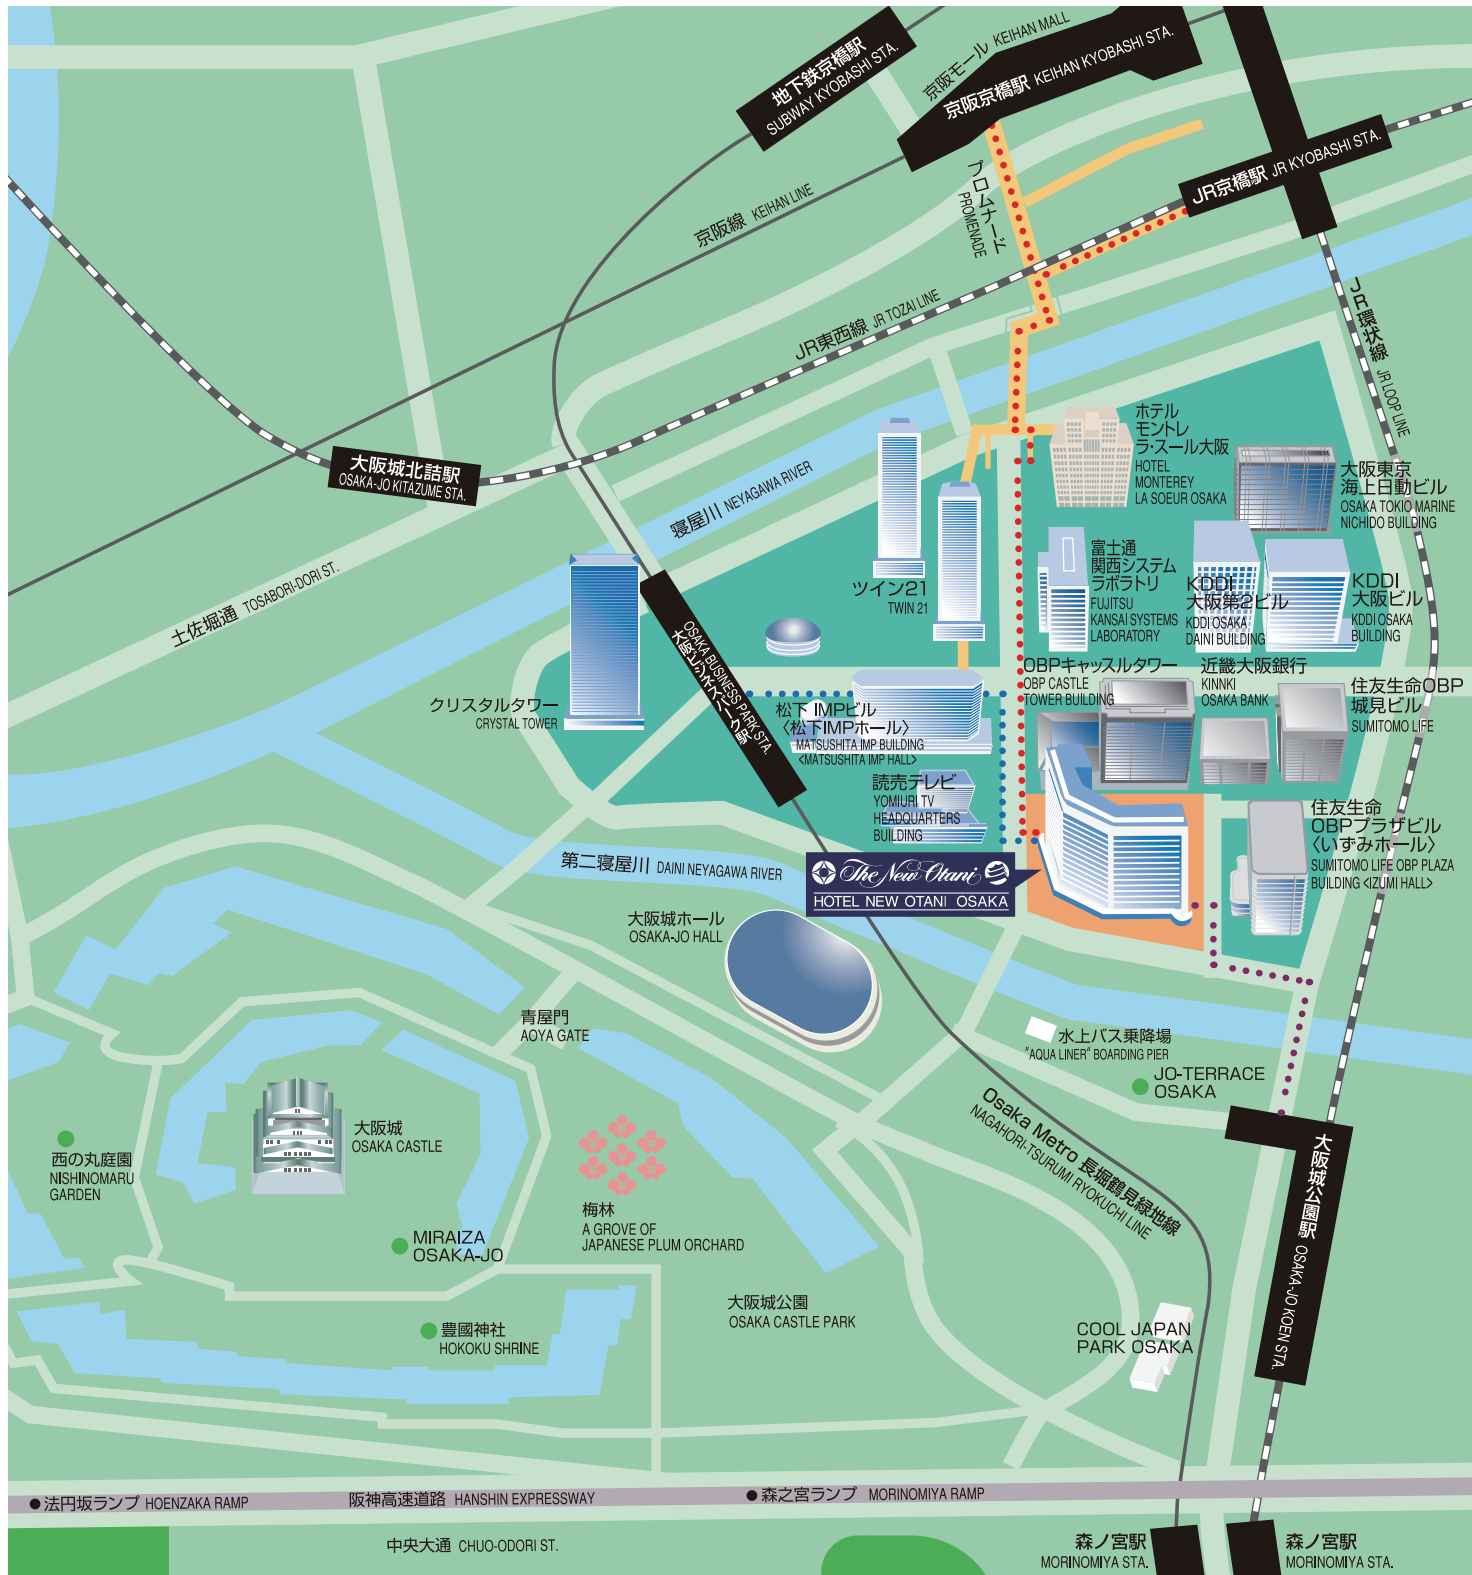 地下鉄京橋駅
SUBWAY KYOBASHI STA.
京阪モール KEIHAN MALL
京阪京橋駅 KEIHAN KYOBASHI STA.
JR京橋駅 JR KYOBASHI STA.
プロムナード
PROMENADE
京阪線 KEIHAN LINE
JR東西線 JR TOZAI LINE
JR環状線 JR LOOP LINE
大阪城北詰駅
OSAKA-JO KITAZUME STA.
寝屋川 NEYAGAWA RIVER
土佐堀通 TOSABORI-DORI ST.
ホテル
モントレ
ラ・スール大阪
HOTEL
MONTEREY
LA SOEUR OSAKA
大阪東京
海上日動ビル
OSAKA TOKIO MARINE
NICHIDO BUILDING
ツイン21
TWIN 21
富士通
関西システム
ラボラトリ
FUJITSU
KANSAI SYSTEMS
LABORATORY
KDDI
大阪第2ビル
KDDI OSAKA
DAINI BUILDING
KDDI
大阪ビル
KDDI OSAKA
BUILDING
大阪ビジネスパーク駅
OSAKA BUSINESS PARK STA.
クリスタルタワー
CRYSTAL TOWER
OBPキャッスルタワー
OBP CASTLE
TOWER BUILDING
近畿大阪銀行
KINNKI
OSAKA BANK
住友生命OBP
城見ビル
SUMITOMO LIFE
松下 IMPビル
〈松下IMPホール〉
MATSUSHITA IMP BUILDING
<MATSUSHITA IMP HALL>
読売テレビ
YOMIURI TV
HEADQUARTERS
BUILDING
住友生命
OBPプラザビル
〈いずみホール〉
SUMITOMO LIFE OBP PLAZA
BUILDING <IZUMI HALL>
The New Otani
HOTEL NEW OTANI OSAKA
第二寝屋川 DAINI NEYAGAWA RIVER
大阪城ホール
OSAKA-JO HALL
青屋門
AOYA GATE
水上バス乗降場
"AQUA LINER" BOARDING PIER
JO-TERRACE
OSAKA
Osaka Metro 長堀鶴見緑地線
NAGAHORI-TSURUMI RYOKUCHI LINE
大阪城
OSAKA CASTLE
西の丸庭園
NISHINOMARU
GARDEN
梅林
A GROVE OF
JAPANESE PLUM ORCHARD
MIRAIZA
OSAKA-JO
豊國神社
HOKOKU SHRINE
大阪城公園
OSAKA CASTLE PARK
大阪城公園駅 OSAKA-JO KOEN STA.
COOL JAPAN
PARK OSAKA
法円坂ランプ HOENZAKA RAMP
阪神高速道路 HANSHIN EXPRESSWAY
森之宮ランプ MORINOMIYA RAMP
中央大通 CHUO-ODORI ST.
森ノ宮駅
MORINOMIYA STA.
森ノ宮駅
MORINOMIYA STA.